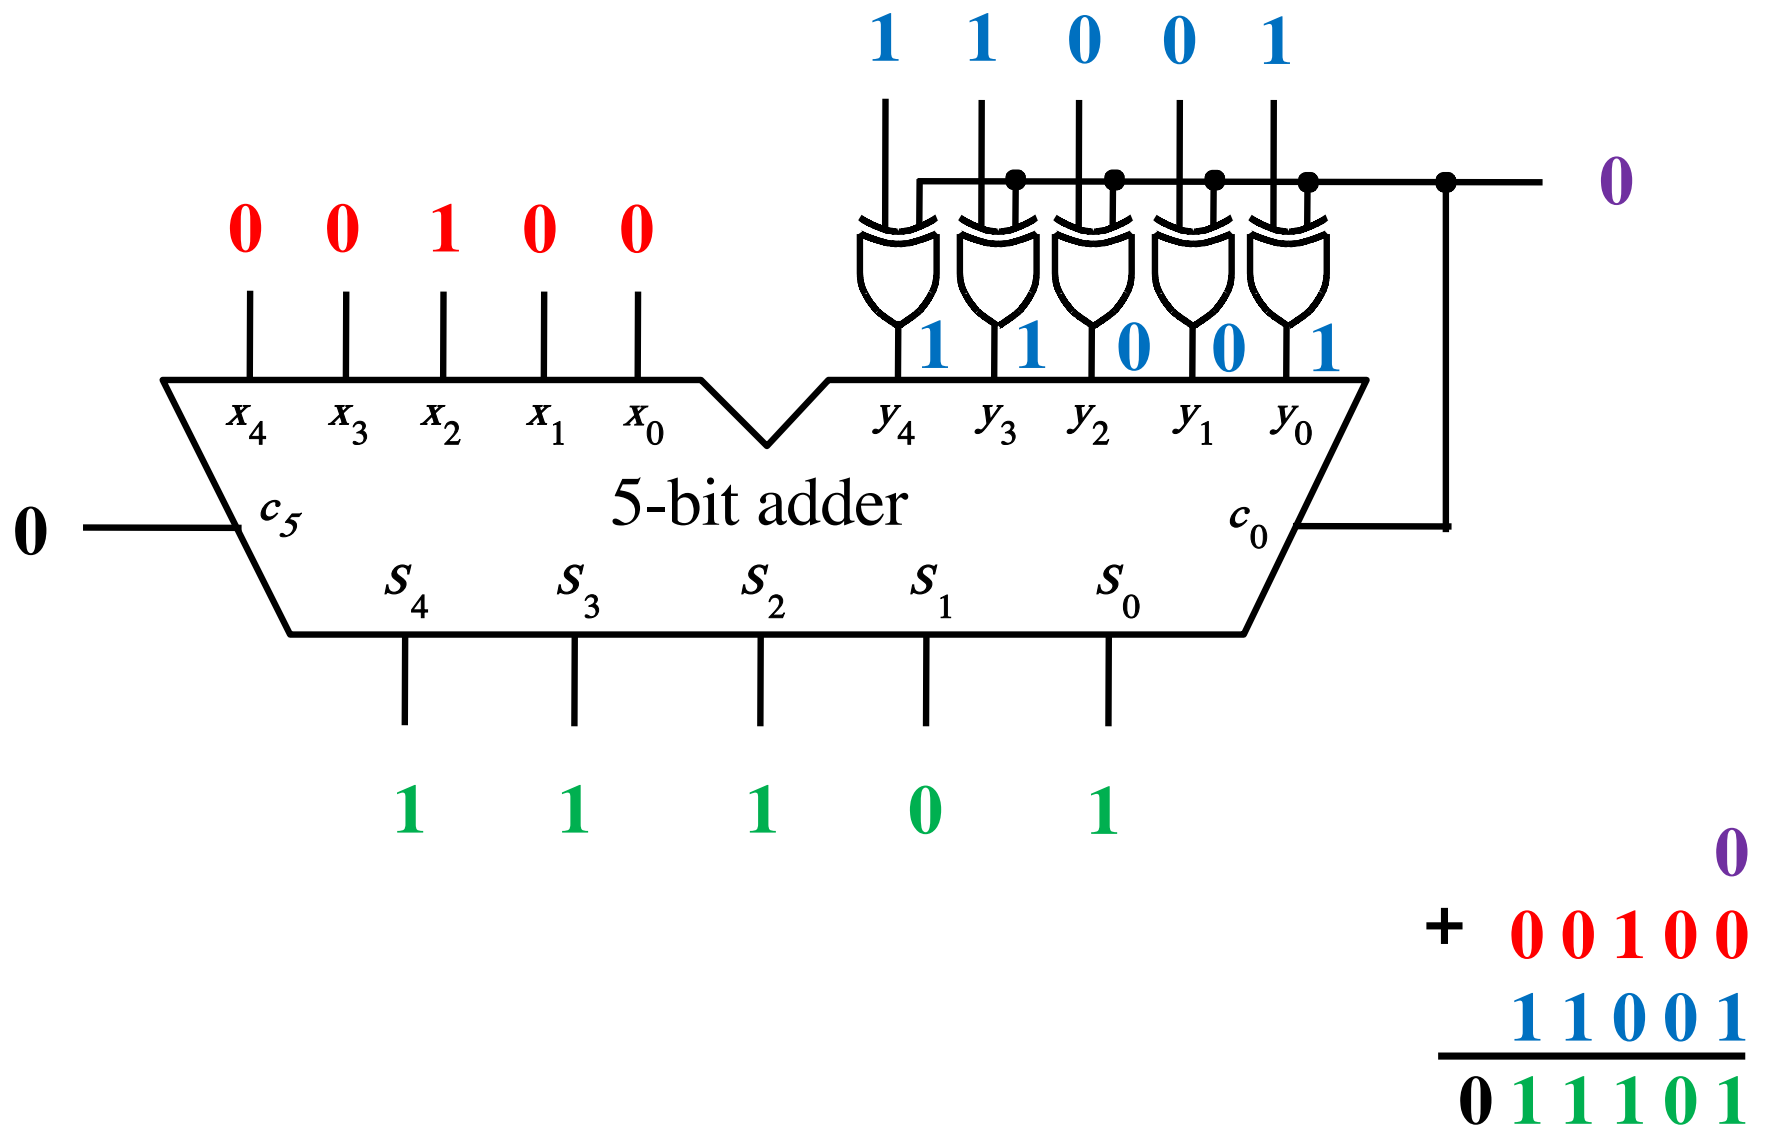 1 1 0 0 1
0
0 0 1 0 0
1 1 0 0 1
x4 x3 x2 x1 x0 y4 y3 y2 y1 y0
5-bit adder
0 c5 c0
S4 S3 S2 S1 S0
1 1 1 0 1
0
+ 0 0 1 0 0
1 1 0 0 1
0 1 1 1 0 1